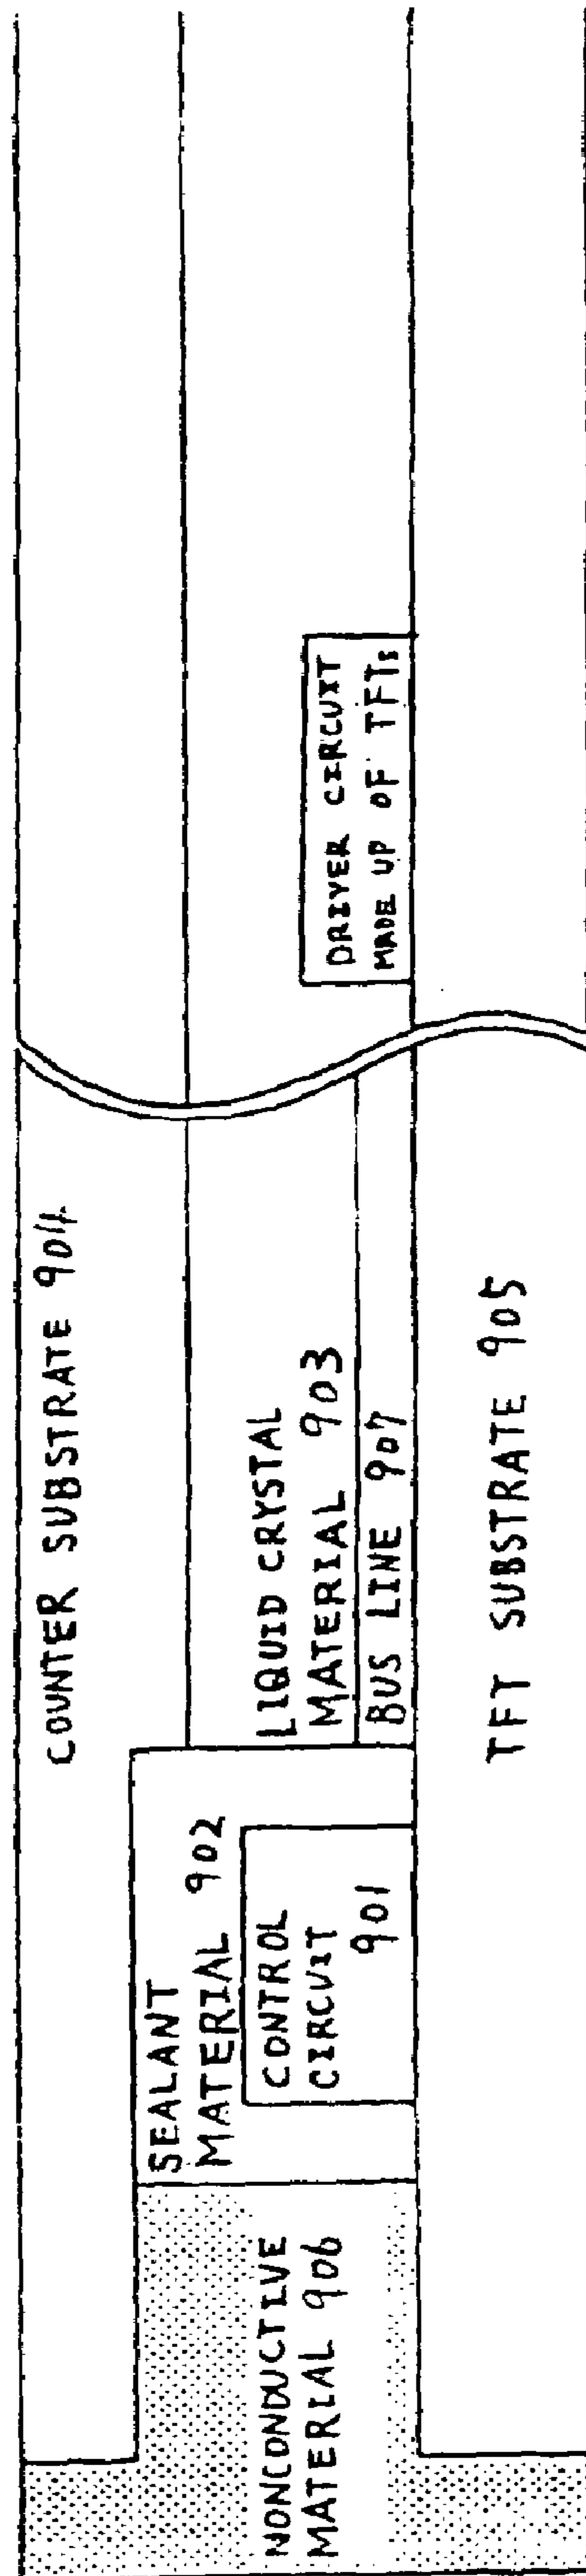 COUNTER SUBSTRATE 904
SEALANT
MATERIAL 902
LIQUID CRYSTAL
MATERIAL 903
CONTROL
CIRCUIT
901
BUS LINE 907
DRIVER CIRCUIT
MADE UP OF TFTs
NONCONDUCTIVE
MATERIAL 906
TFT SUBSTRATE 905